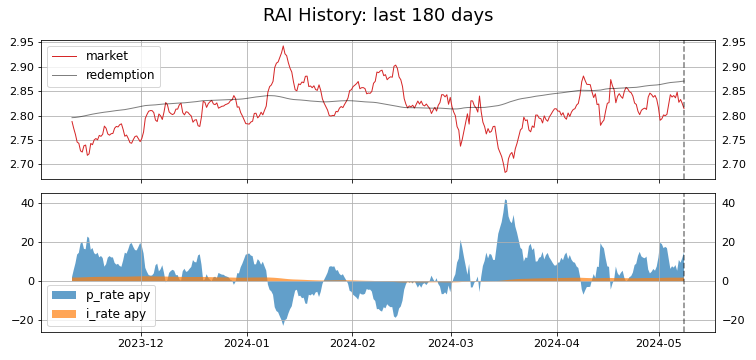 RAI History: last 180 days
2.95 2.95
market
redemption
2.90 2.90
2.85 2.85
2.80 2.80
2.75 2.75
2.70 2.70
40 40
20 20
0 0
p_rate apy
i_rate apy
−20 −20
2023-12 2024-01 2024-02 2024-03 2024-04 2024-05